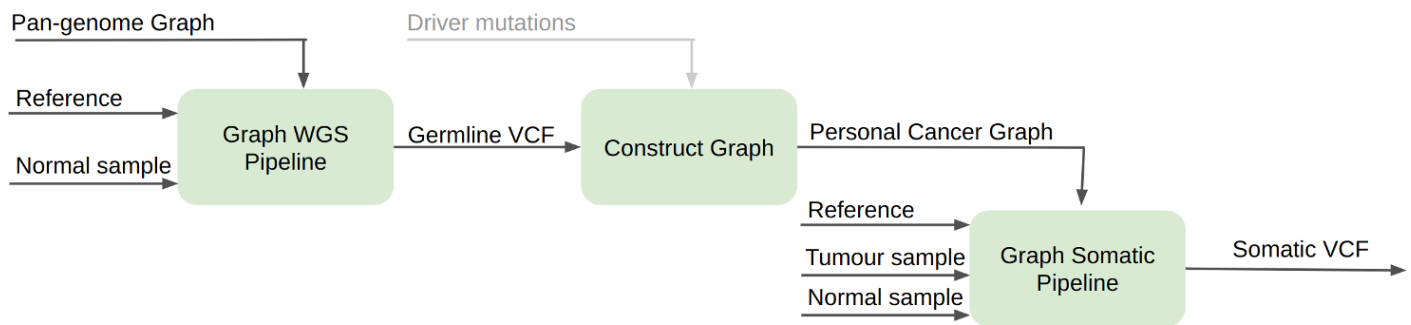 Pan-genome Graph
Driver mutations
Reference
Graph WGS
Pipeline
Normal sample
Germline VCF
Construct Graph
Personal Cancer Graph
Reference
Tumour sample
Normal sample
Graph Somatic
Pipeline
Somatic VCF